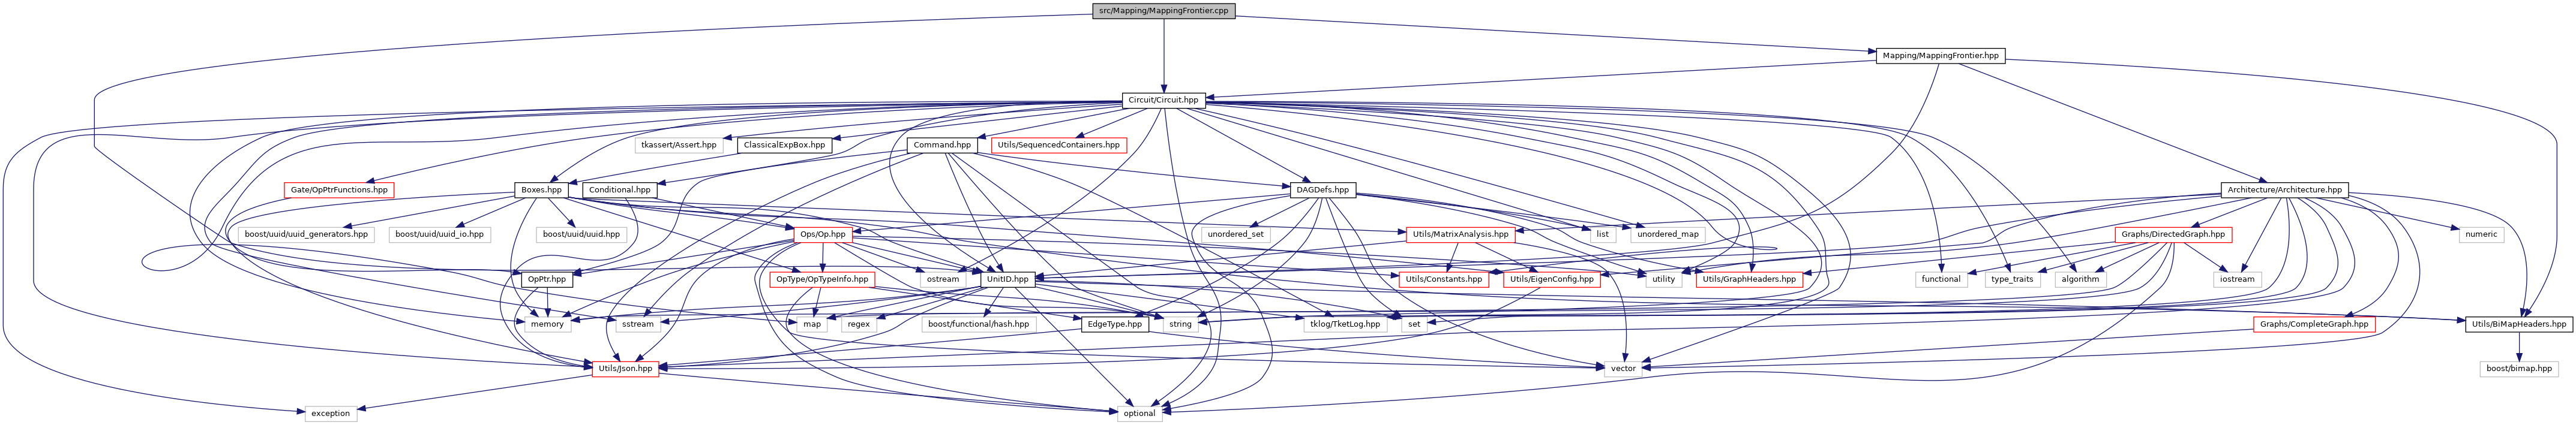 src/Mapping/MappingFrontier.cpp
Mapping/MappingFrontier.hpp
Circuit/Circuit.hpp
tkassert/Assert.hpp
ClassicalExpBox.hpp
Command.hpp
Utils/SequencedContainers.hpp
Gate/OpPtrFunctions.hpp
Boxes.hpp
Conditional.hpp
DAGDefs.hpp
Architecture/Architecture.hpp
boost/uuid/uuid_generators.hpp
boost/uuid/uuid_io.hpp
boost/uuid/uuid.hpp
Ops/Op.hpp
unordered_set
Utils/MatrixAnalysis.hpp
list
unordered_map
Graphs/DirectedGraph.hpp
numeric
OpPtr.hpp
OpType/OpTypeInfo.hpp
ostream
UnitID.hpp
Utils/Constants.hpp
Utils/EigenConfig.hpp
utility
Utils/GraphHeaders.hpp
functional
type_traits
algorithm
iostream
memory
sstream
map
regex
boost/functional/hash.hpp
EdgeType.hpp
string
tklog/TketLog.hpp
set
Graphs/CompleteGraph.hpp
Utils/BiMapHeaders.hpp
Utils/Json.hpp
vector
boost/bimap.hpp
exception
optional